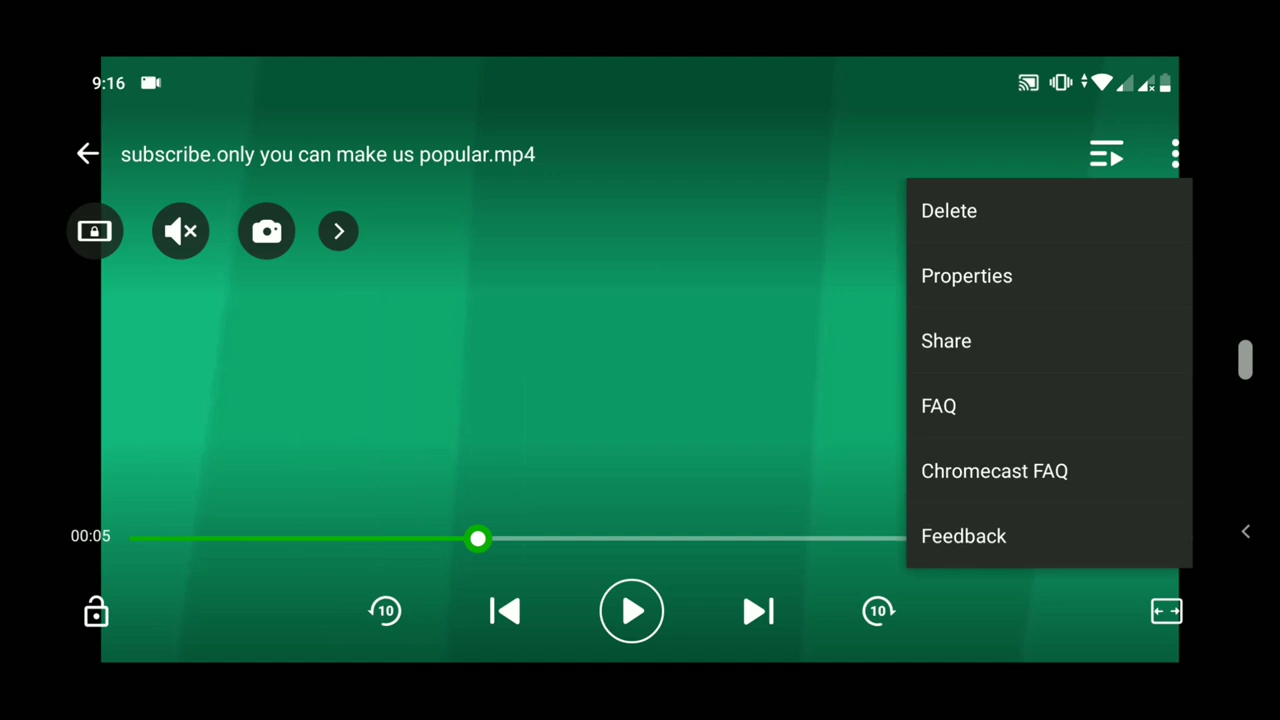 9:16
subscribe.only you can make us popular.mp4
Delete
Properties
Share
FAQ
Chromecast FAQ
00:05
Feedback
10
10